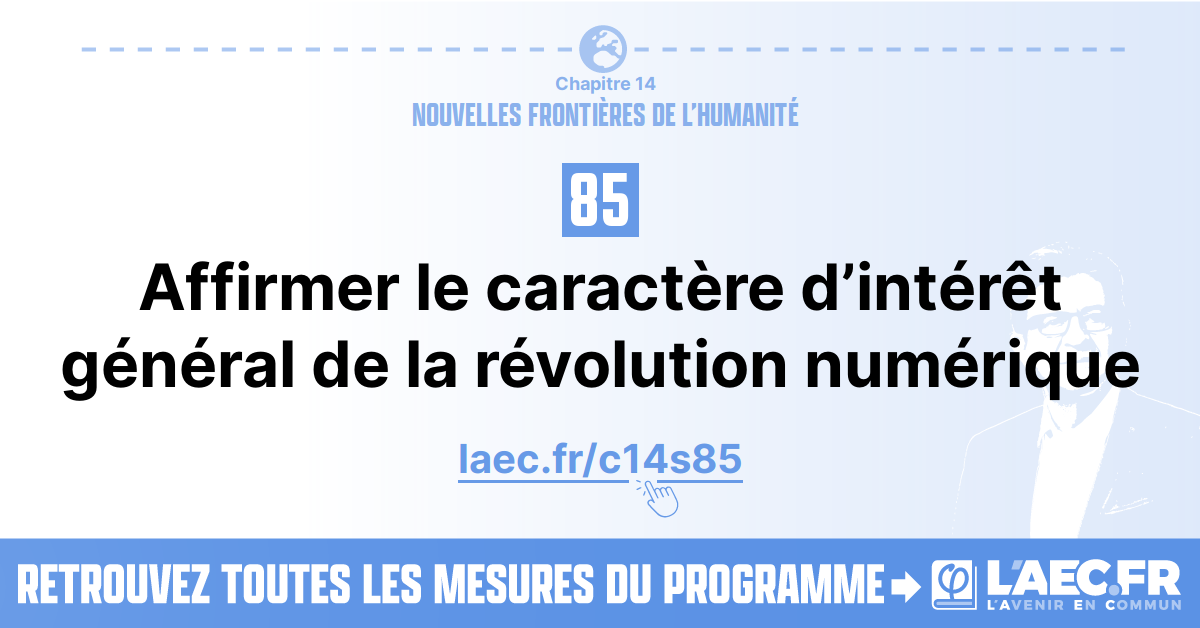 Chapitre 14
NOUVELLES FRONTIÈRES DE L’HUMANITÉ
85
Affirmer le caractère d’intérêt
général de la révolution numérique
laec.fr/c14s85
RETROUVEZ TOUTES LES MESURES DU PROGRAMME
L’AEC.FR
L’AVENIR EN COMMUN